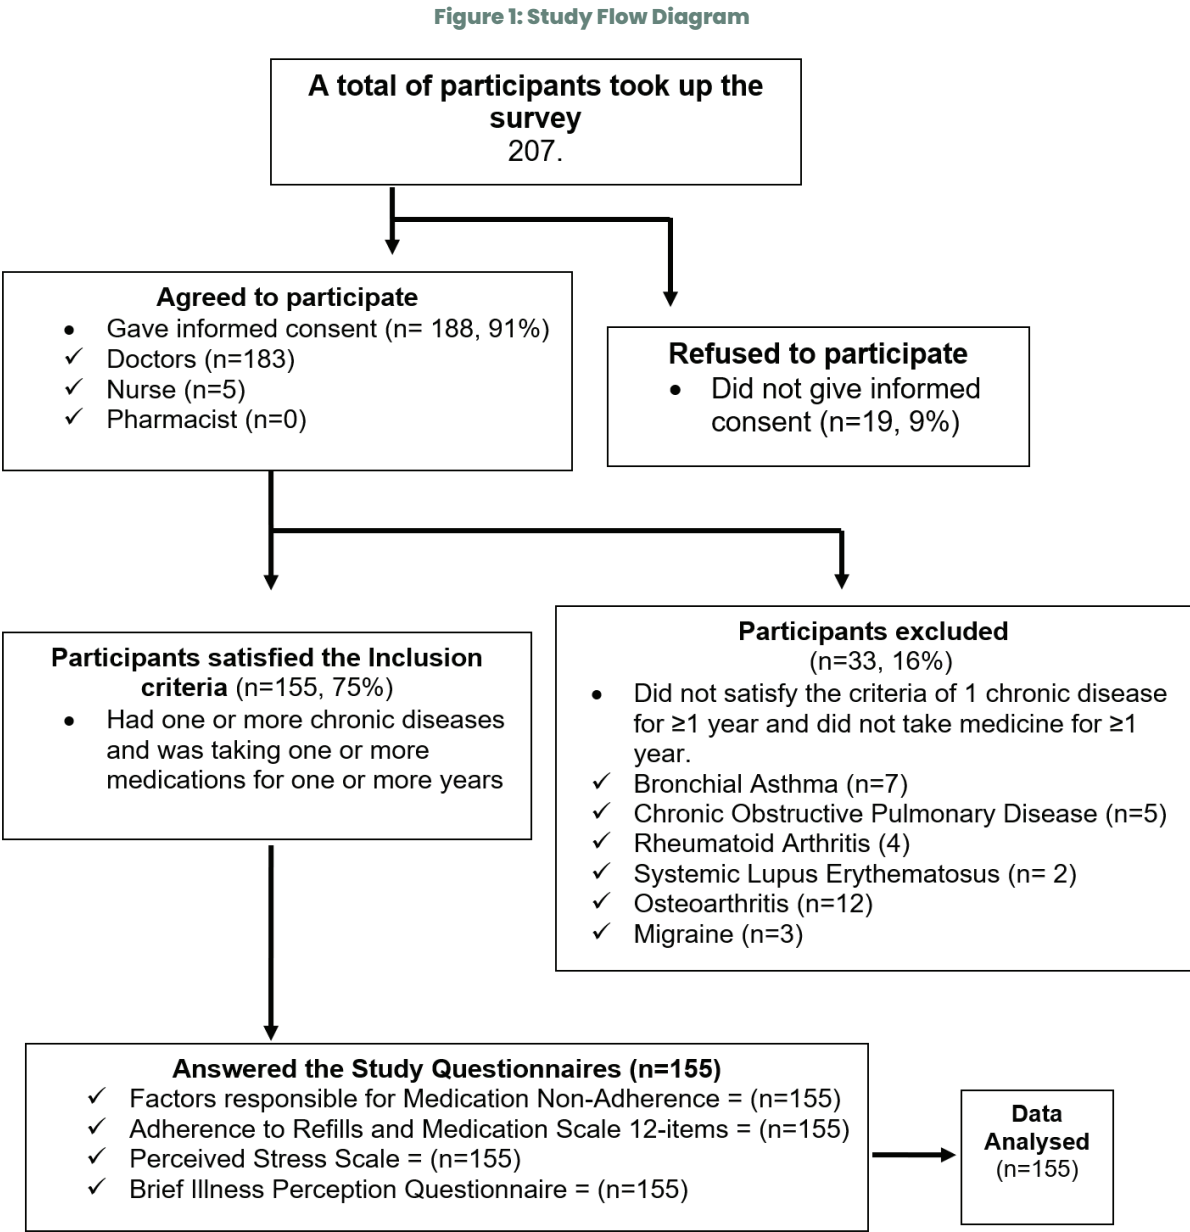 Figure 1: Study Flow Diagram
A total of participants took up the
survey
207.
Agreed to participate
• Gave informed consent (n= 188, 91%)
✓ Doctors (n=183)
✓ Nurse (n=5)
✓ Pharmacist (n=0)
Refused to participate
• Did not give informed
consent (n=19, 9%)
Participants satisfied the Inclusion
criteria (n=155, 75%)
• Had one or more chronic diseases
and was taking one or more
medications for one or more years
Participants excluded
(n=33, 16%)
• Did not satisfy the criteria of 1 chronic disease
for ≥1 year and did not take medicine for ≥1
year.
✓ Bronchial Asthma (n=7)
✓ Chronic Obstructive Pulmonary Disease (n=5)
✓ Rheumatoid Arthritis (4)
✓ Systemic Lupus Erythematosus (n= 2)
✓ Osteoarthritis (n=12)
✓ Migraine (n=3)
Answered the Study Questionnaires (n=155)
✓ Factors responsible for Medication Non-Adherence = (n=155)
✓ Adherence to Refills and Medication Scale 12-items = (n=155)
✓ Perceived Stress Scale = (n=155)
✓ Brief Illness Perception Questionnaire = (n=155)
Data
Analysed
(n=155)